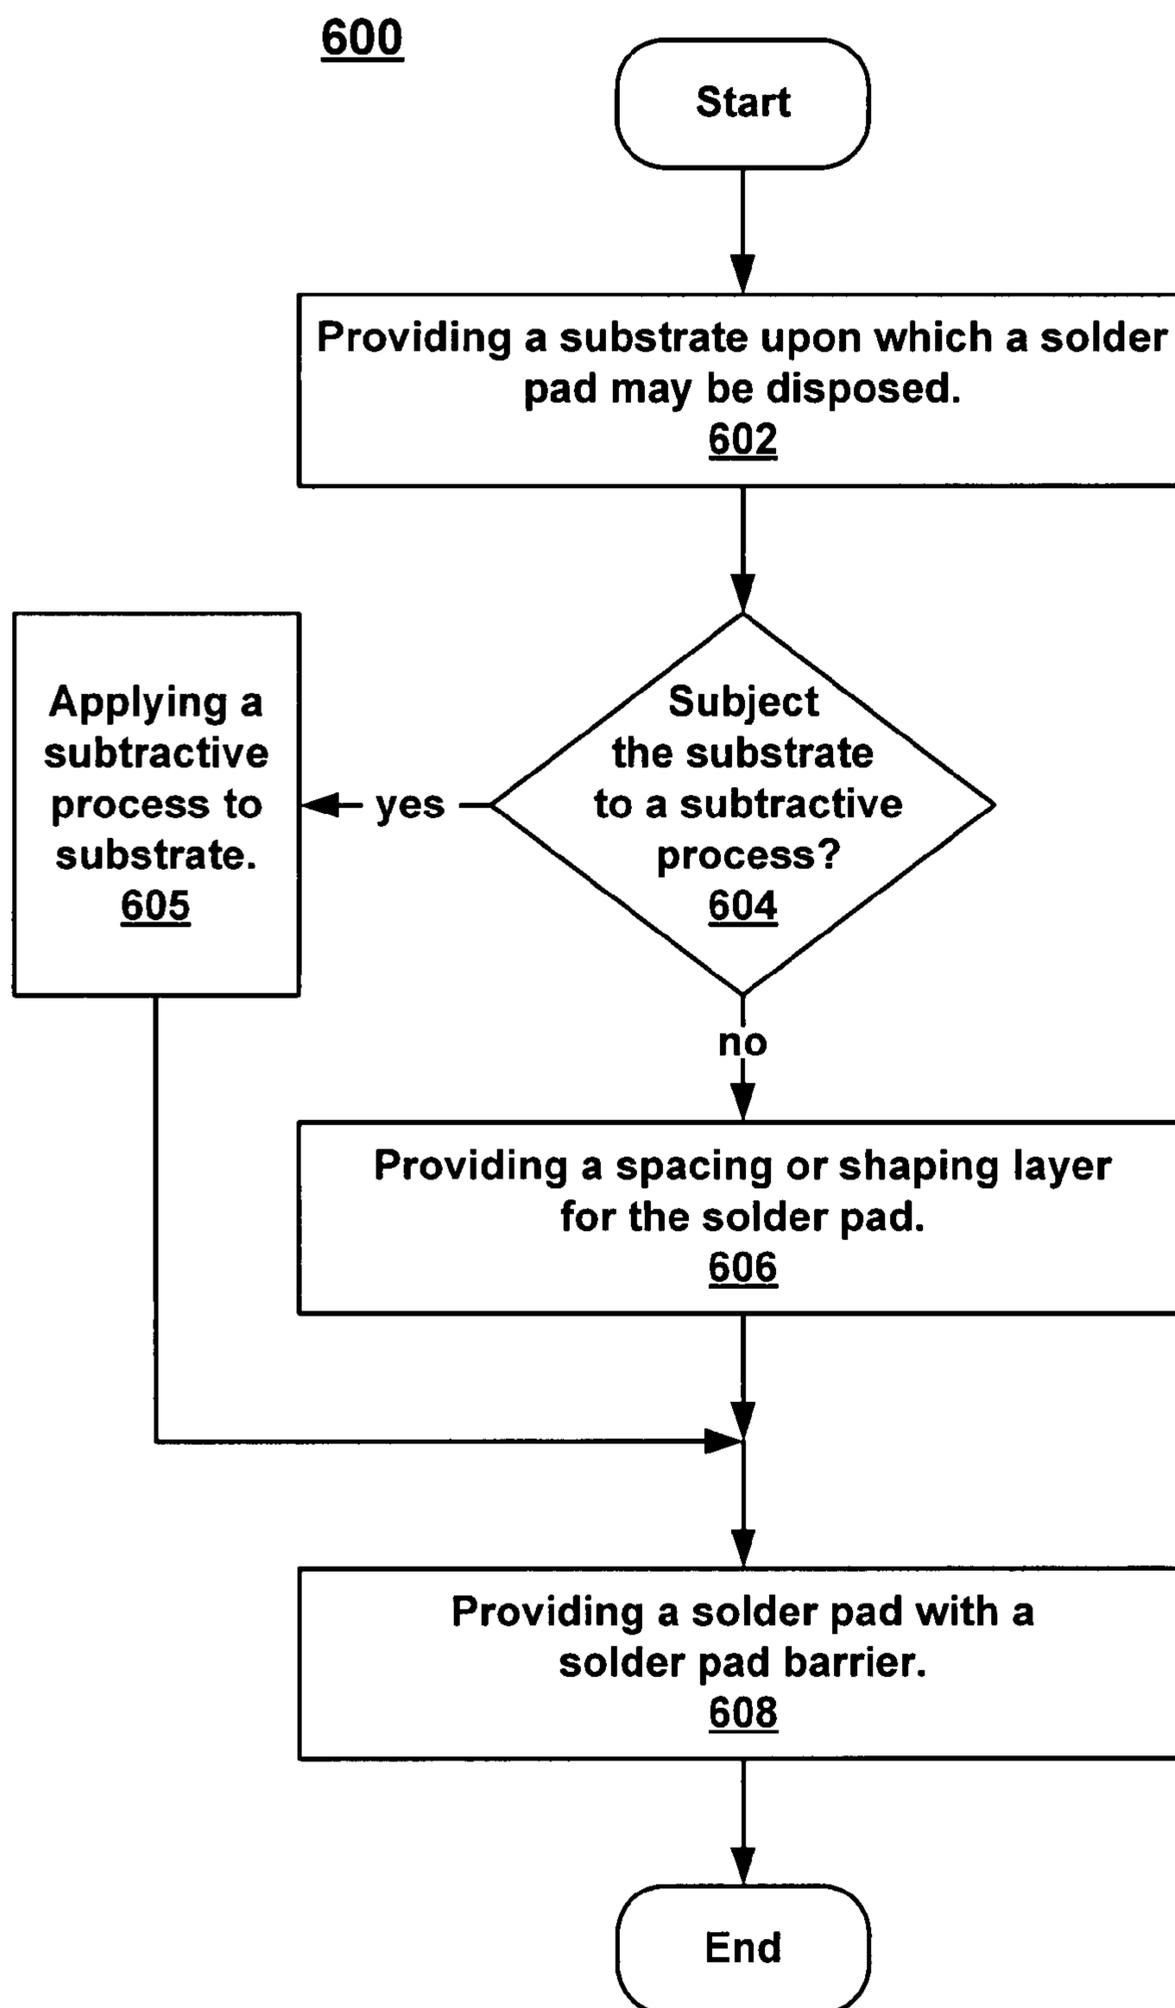 600
Start
Providing a substrate upon which a solder
pad may be disposed.
602
Subject
the substrate
to a subtractive
process?
604
yes
Applying a
subtractive
process to
substrate.
605
no
Providing a spacing or shaping layer
for the solder pad.
606
Providing a solder pad with a
solder pad barrier.
608
End